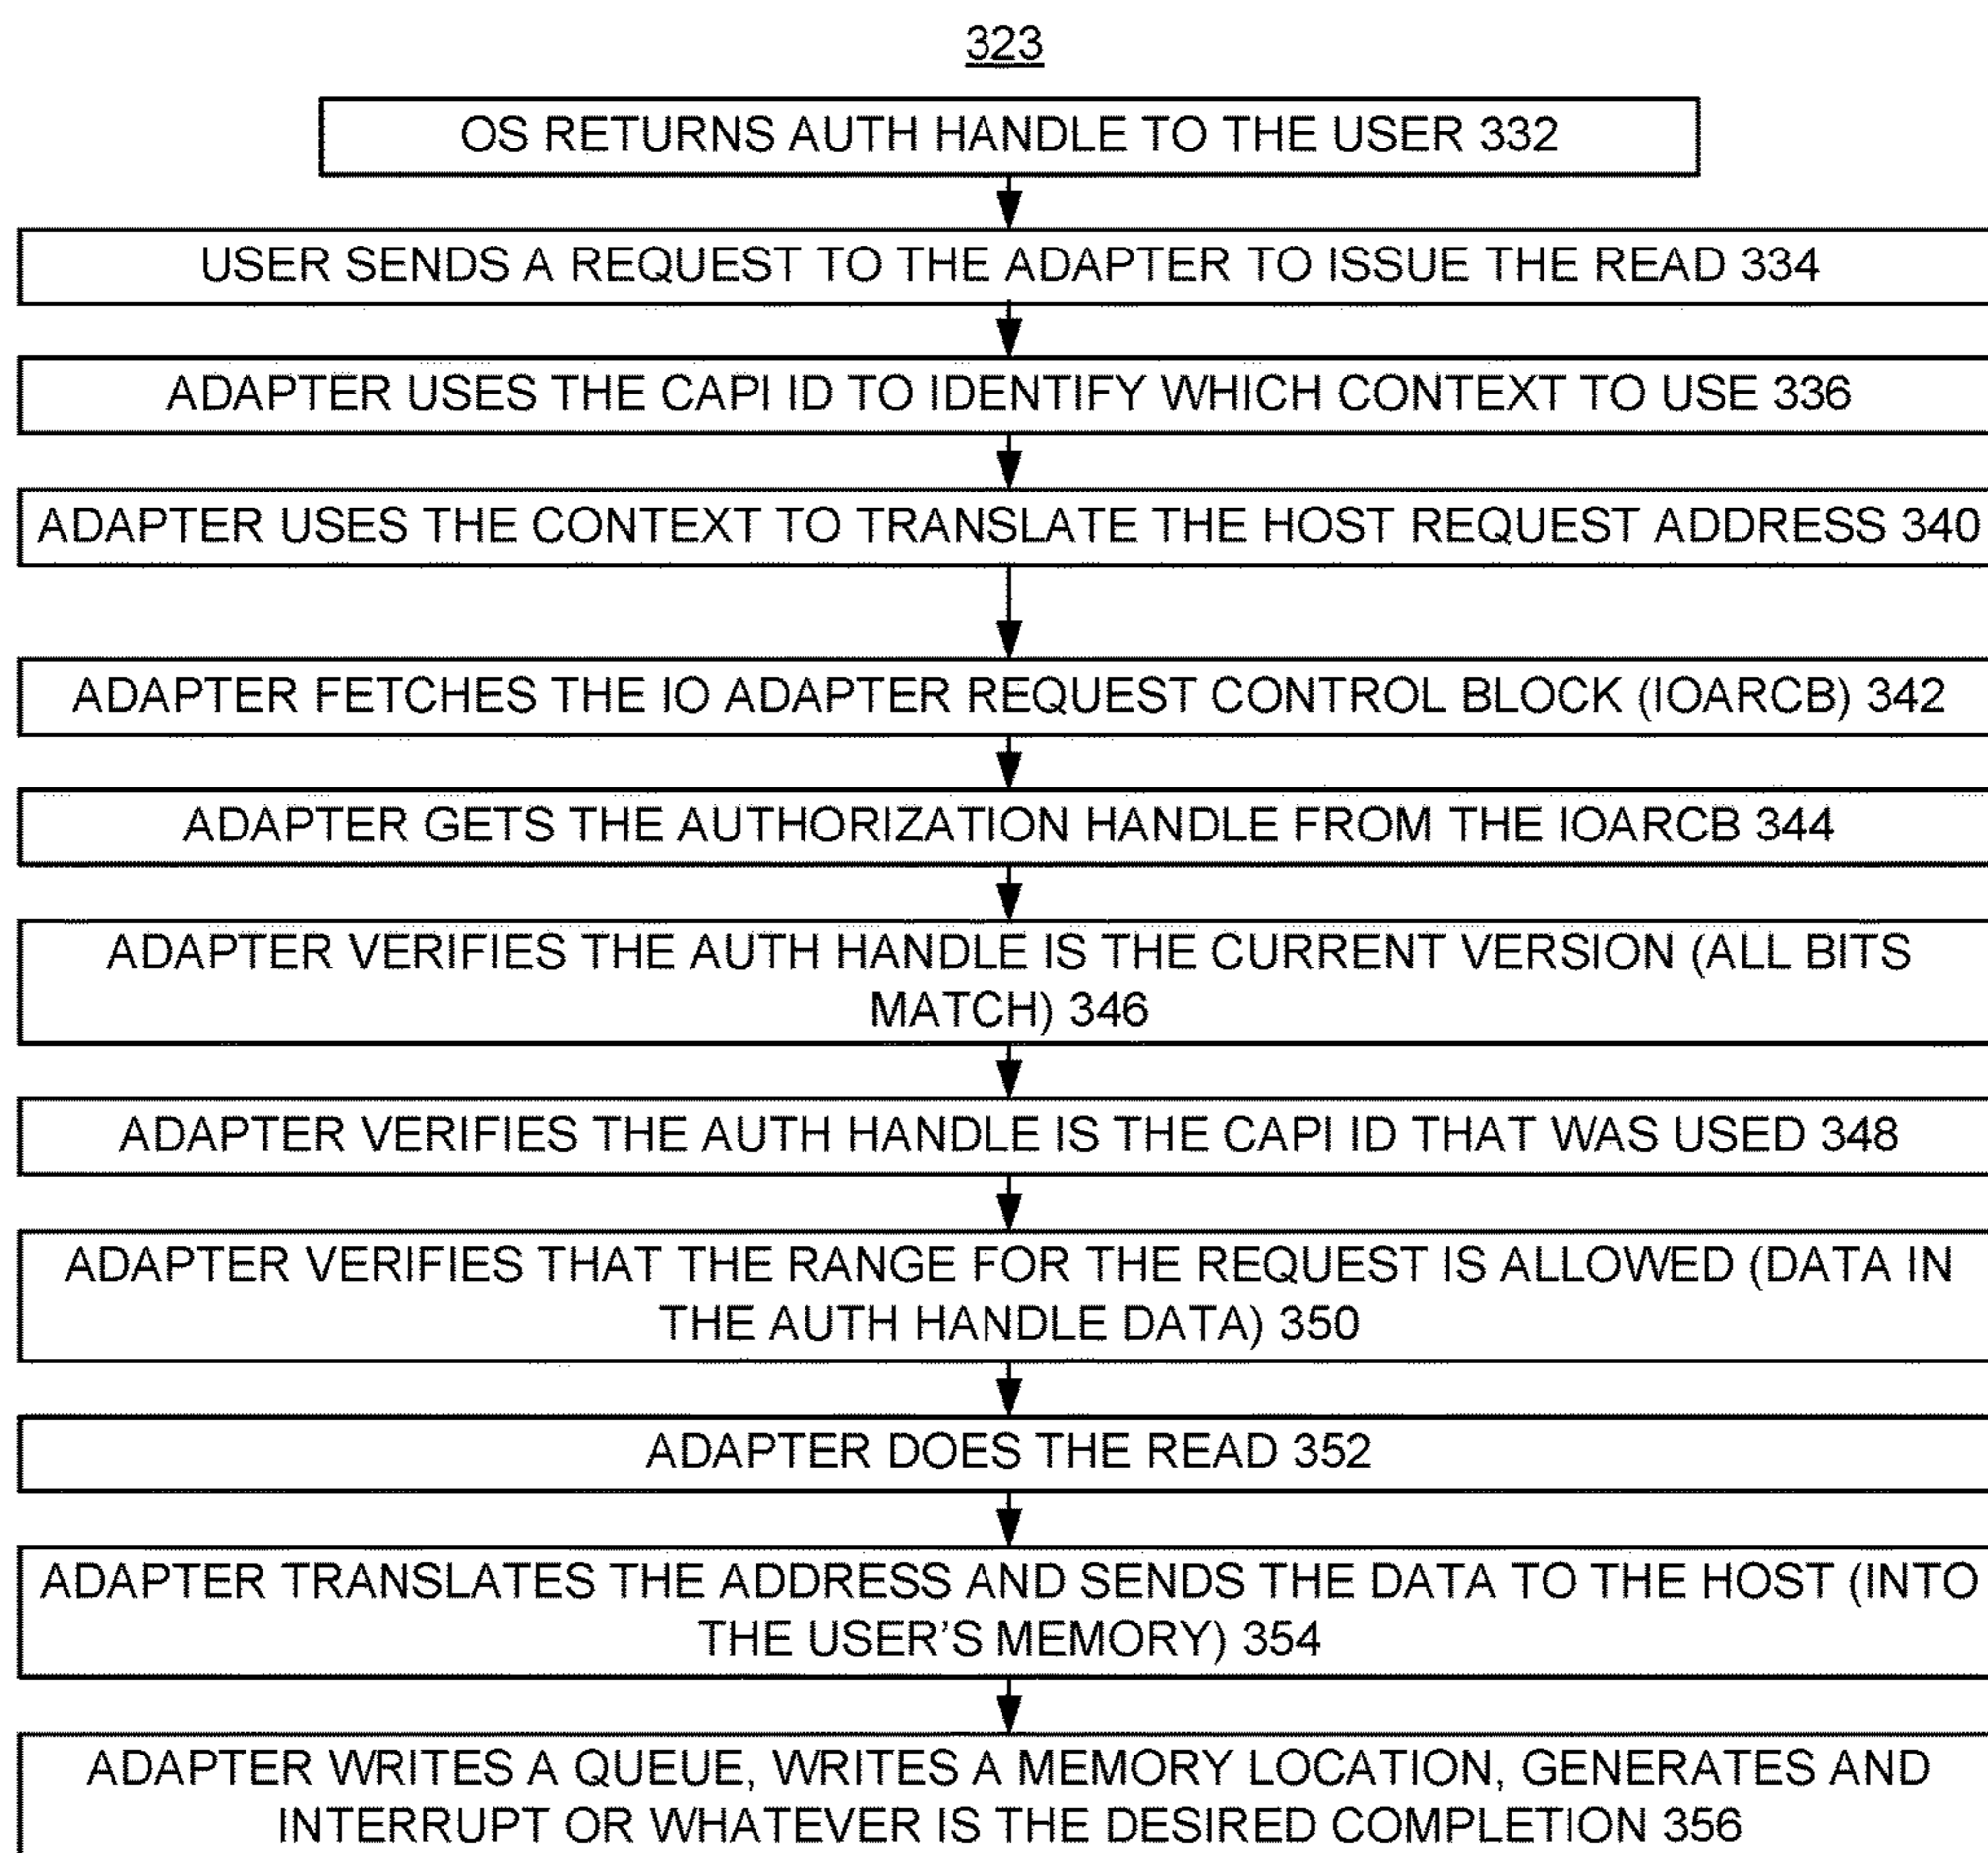 323
OS RETURNS AUTH HANDLE TO THE USER 332
USER SENDS A REQUEST TO THE ADAPTER TO ISSUE THE READ 334
ADAPTER USES THE CAPI ID TO IDENTIFY WHICH CONTEXT TO USE 336
ADAPTER USES THE CONTEXT TO TRANSLATE THE HOST REQUEST ADDRESS 340
ADAPTER FETCHES THE IO ADAPTER REQUEST CONTROL BLOCK (IOARCB) 342
ADAPTER GETS THE AUTHORIZATION HANDLE FROM THE IOARCB 344
ADAPTER VERIFIES THE AUTH HANDLE IS THE CURRENT VERSION (ALL BITS
MATCH) 346
ADAPTER VERIFIES THE AUTH HANDLE IS THE CAPI ID THAT WAS USED 348
ADAPTER VERIFIES THAT THE RANGE FOR THE REQUEST IS ALLOWED (DATA IN
THE AUTH HANDLE DATA) 350
ADAPTER DOES THE READ 352
ADAPTER TRANSLATES THE ADDRESS AND SENDS THE DATA TO THE HOST (INTO
THE USER'S MEMORY) 354
ADAPTER WRITES A QUEUE, WRITES A MEMORY LOCATION, GENERATES AND
INTERRUPT OR WHATEVER IS THE DESIRED COMPLETION 356